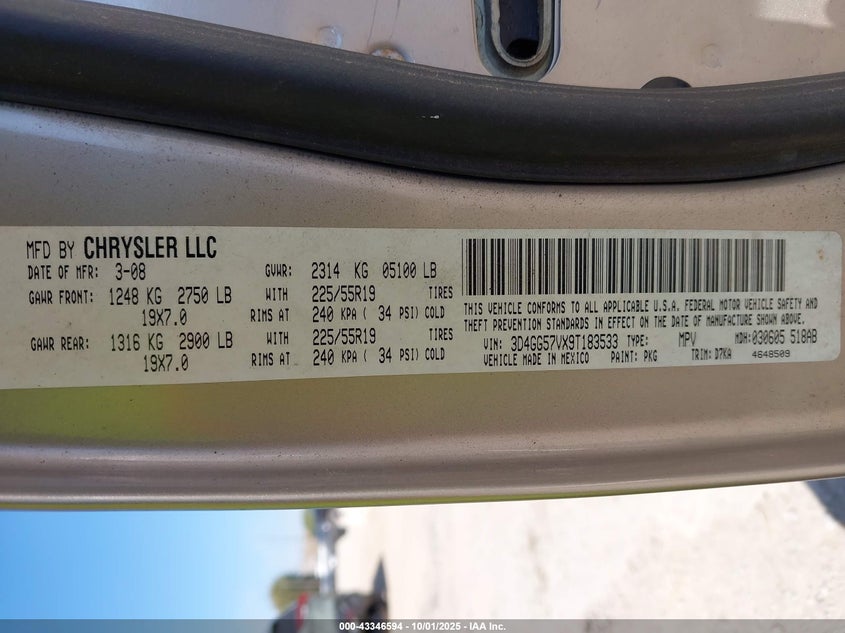 MFD BY CHRYSLER LLC
DATE OF MFR: 3-08 GVWR: 2314 KG 05100 LB
GAWR FRONT: 1248 KG 2750 LB WITH 225/55R19 TIRES
19X7.0 RIMS AT 240 KPA ( 34 PSI) COLD
GAWR REAR: 1316 KG 2900 LB WITH 225/55R19 TIRES
19X7.0 RIMS AT 240 KPA ( 34 PSI) COLD
THIS VEHICLE CONFORMS TO ALL APPLICABLE U.S.A. FEDERAL MOTOR VEHICLE SAFETY AND
THEFT PREVENTION STANDARDS IN EFFECT ON THE DATE OF MANUFACTURE SHOWN ABOVE.
VIN: 3D4GG57VX9T183533 TYPE: MPV MDH: 030605 518AB
VEHICLE MADE IN MEXICO PAINT: PKG TRIM: D7KA 4648509
000-43346594 - 10/01/2025 - IAA Inc.